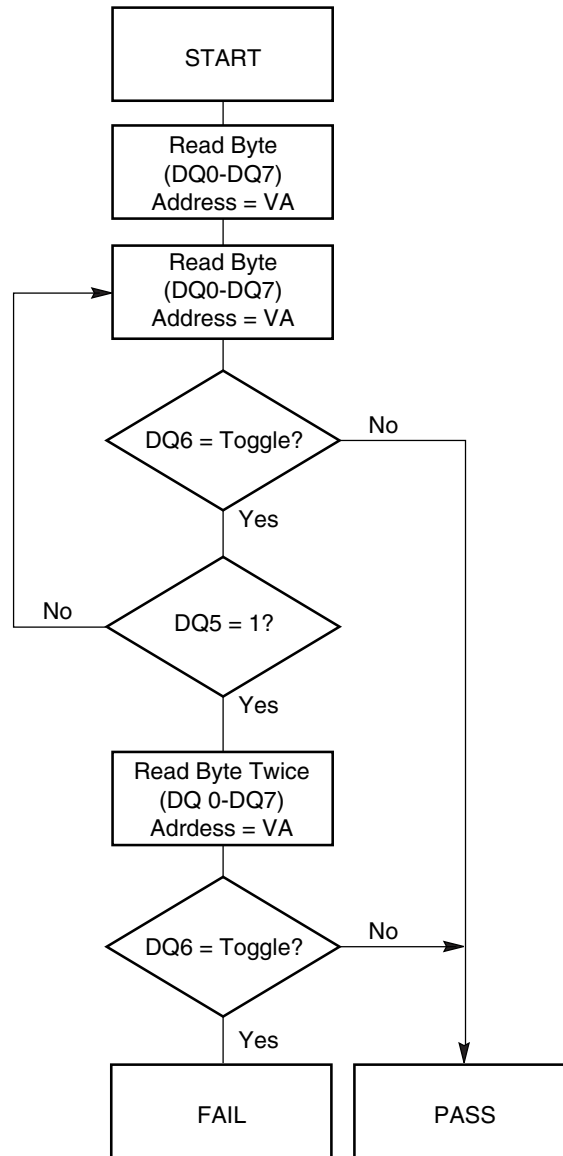 START
Read Byte
(DQ0-DQ7)
Address = VA
Read Byte
(DQ0-DQ7)
Address = VA
DQ6 = Toggle?
No
Yes
No
DQ5 = 1?
Yes
Read Byte Twice
(DQ 0-DQ7)
Adrdess = VA
DQ6 = Toggle?
No
Yes
FAIL
PASS